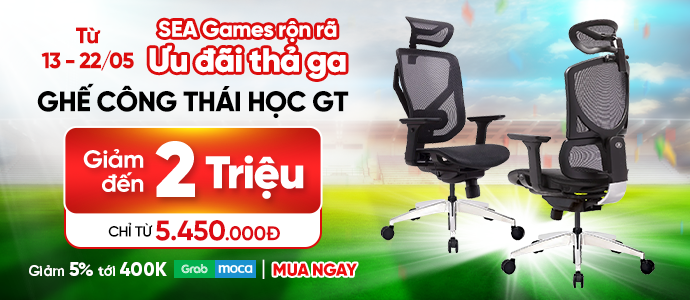 Từ
13 - 22/05
SEA Games rộn rã
Ưu đãi thả ga
GHẾ CÔNG THÁI HỌC GT
Giảm
đến
2 Triệu
CHỈ TỪ 5.450.000Đ
Giảm 5% tới 400K Grab moca | MUA NGAY